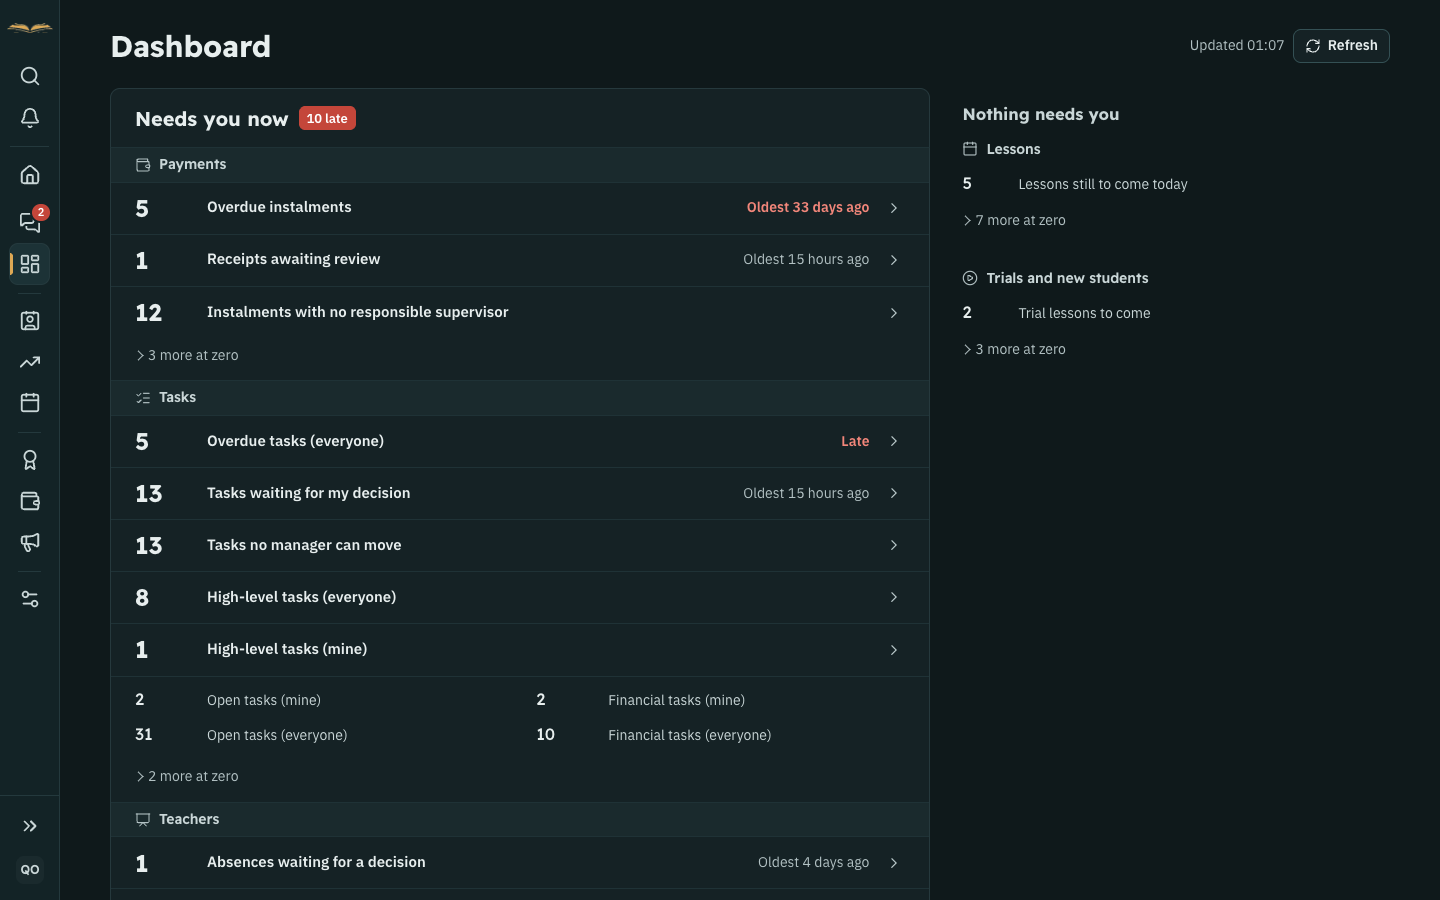 Dashboard
Updated 01:07
Refresh
Needs you now
10 late
Payments
5
Overdue instalments
Oldest 33 days ago
1
Receipts awaiting review
Oldest 15 hours ago
12
Instalments with no responsible supervisor
3 more at zero
Tasks
5
Overdue tasks (everyone)
Late
13
Tasks waiting for my decision
Oldest 15 hours ago
13
Tasks no manager can move
8
High-level tasks (everyone)
1
High-level tasks (mine)
2
Open tasks (mine)
2
Financial tasks (mine)
31
Open tasks (everyone)
10
Financial tasks (everyone)
2 more at zero
Teachers
1
Absences waiting for a decision
Oldest 4 days ago
Nothing needs you
Lessons
5
Lessons still to come today
7 more at zero
Trials and new students
2
Trial lessons to come
3 more at zero
2
QO